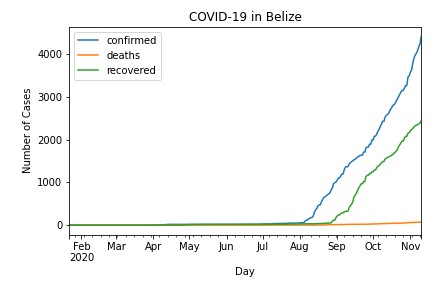 COVID-19 in Belize
confirmed
deaths
recovered
Number of Cases
4000
3000
2000
1000
0
Feb Mar Apr May Jun Jul Aug Sep Oct Nov
2020
Day